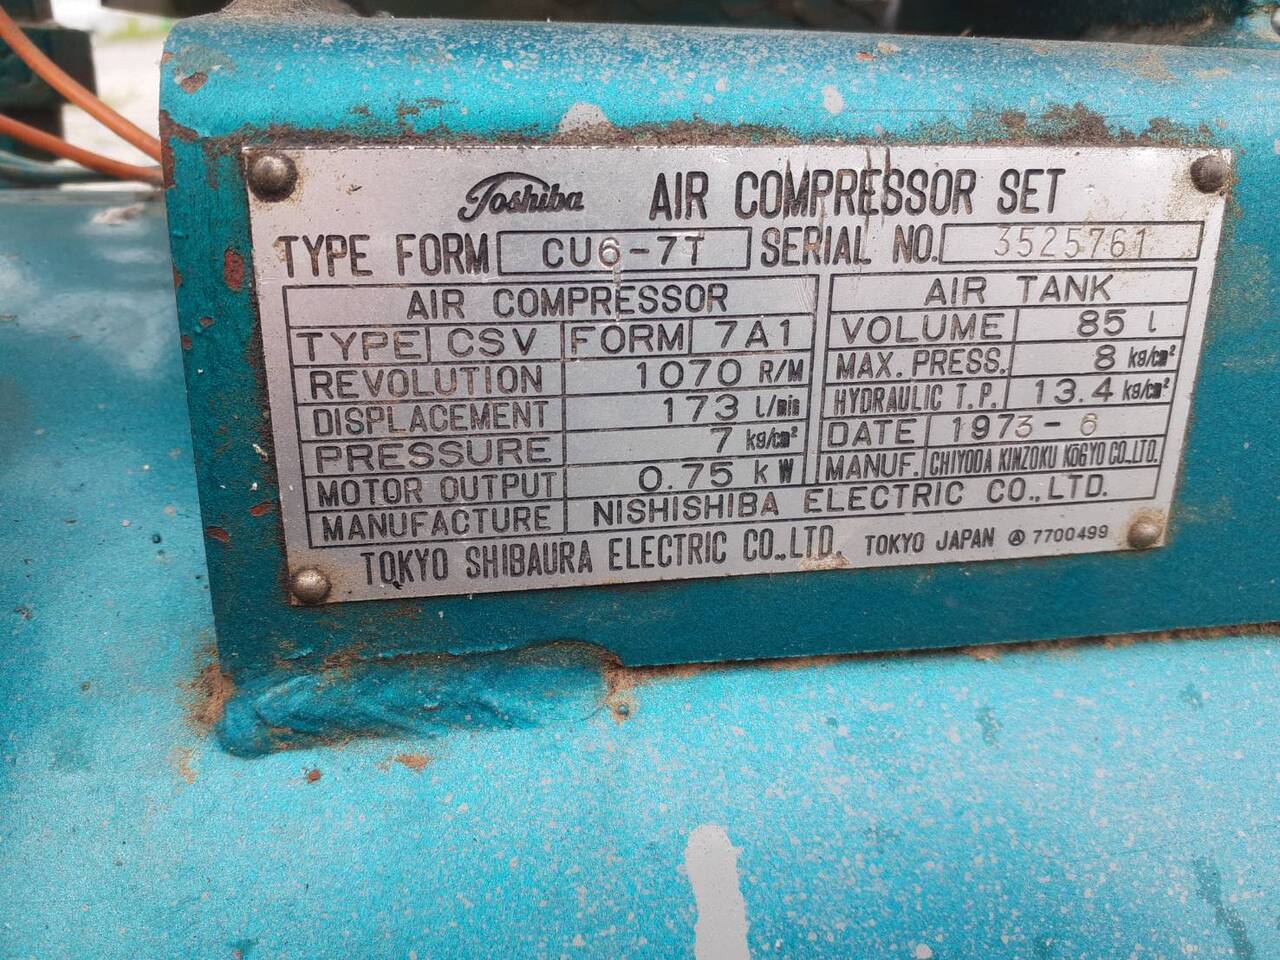 Toshiba AIR COMPRESSOR SET
TYPE FORM CU6-7T SERIAL NO. 3525761
AIR COMPRESSOR
TYPE CSV FORM 7A1
REVOLUTION 1070 R/M
DISPLACEMENT 173 l/min
PRESSURE 7 kg/cm²
MOTOR OUTPUT 0.75 kW
MANUFACTURE NISHISHIBA ELECTRIC CO., LTD.
AIR TANK
VOLUME 85 l
MAX. PRESS. 8 kg/cm²
HYDRAULIC T.P. 13.4 kg/cm²
DATE 1973-6
MANUF. CHIYODA KINZOKU KOGYO CO., LTD.
TOKYO SHIBAURA ELECTRIC CO., LTD. TOKYO JAPAN Ⓐ 7700499